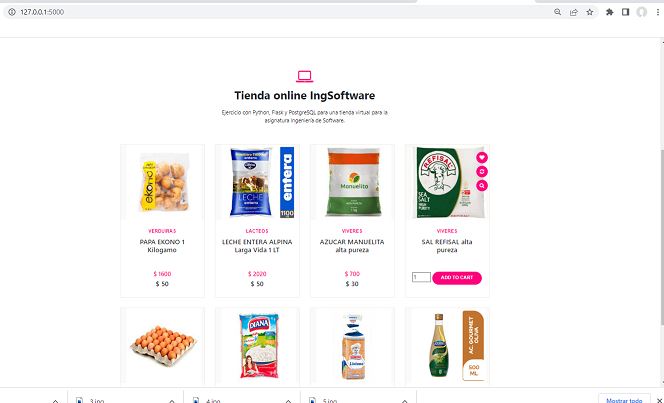 127.0.0.1:5000
Tienda online IngSoftware
Ejercicio con Python, Flask y PostgreSQL para una tienda virtual para la
asignatura Ingeniería de Software.
ekono
LECHE
entera
entera
1100
Manuelita
REFISAL
SEA
SALT
HIGH
PURITY
VERDURAS
LACTEOS
VIVERES
VIVERES
PAPA EKONO 1
Kilogamo
LECHE ENTERA ALPINA
Larga Vida 1 LT
AZUCAR MANUELITA
alta pureza
SAL REFISAL alta
pureza
$ 1600
$ 2020
$ 700
$ 50
$ 50
$ 30
1
ADD TO CART
DIANA
AC. GOURMET
OLIVA
500
ML
3.jpg
4.jpg
5.jpg
Mostrar todo